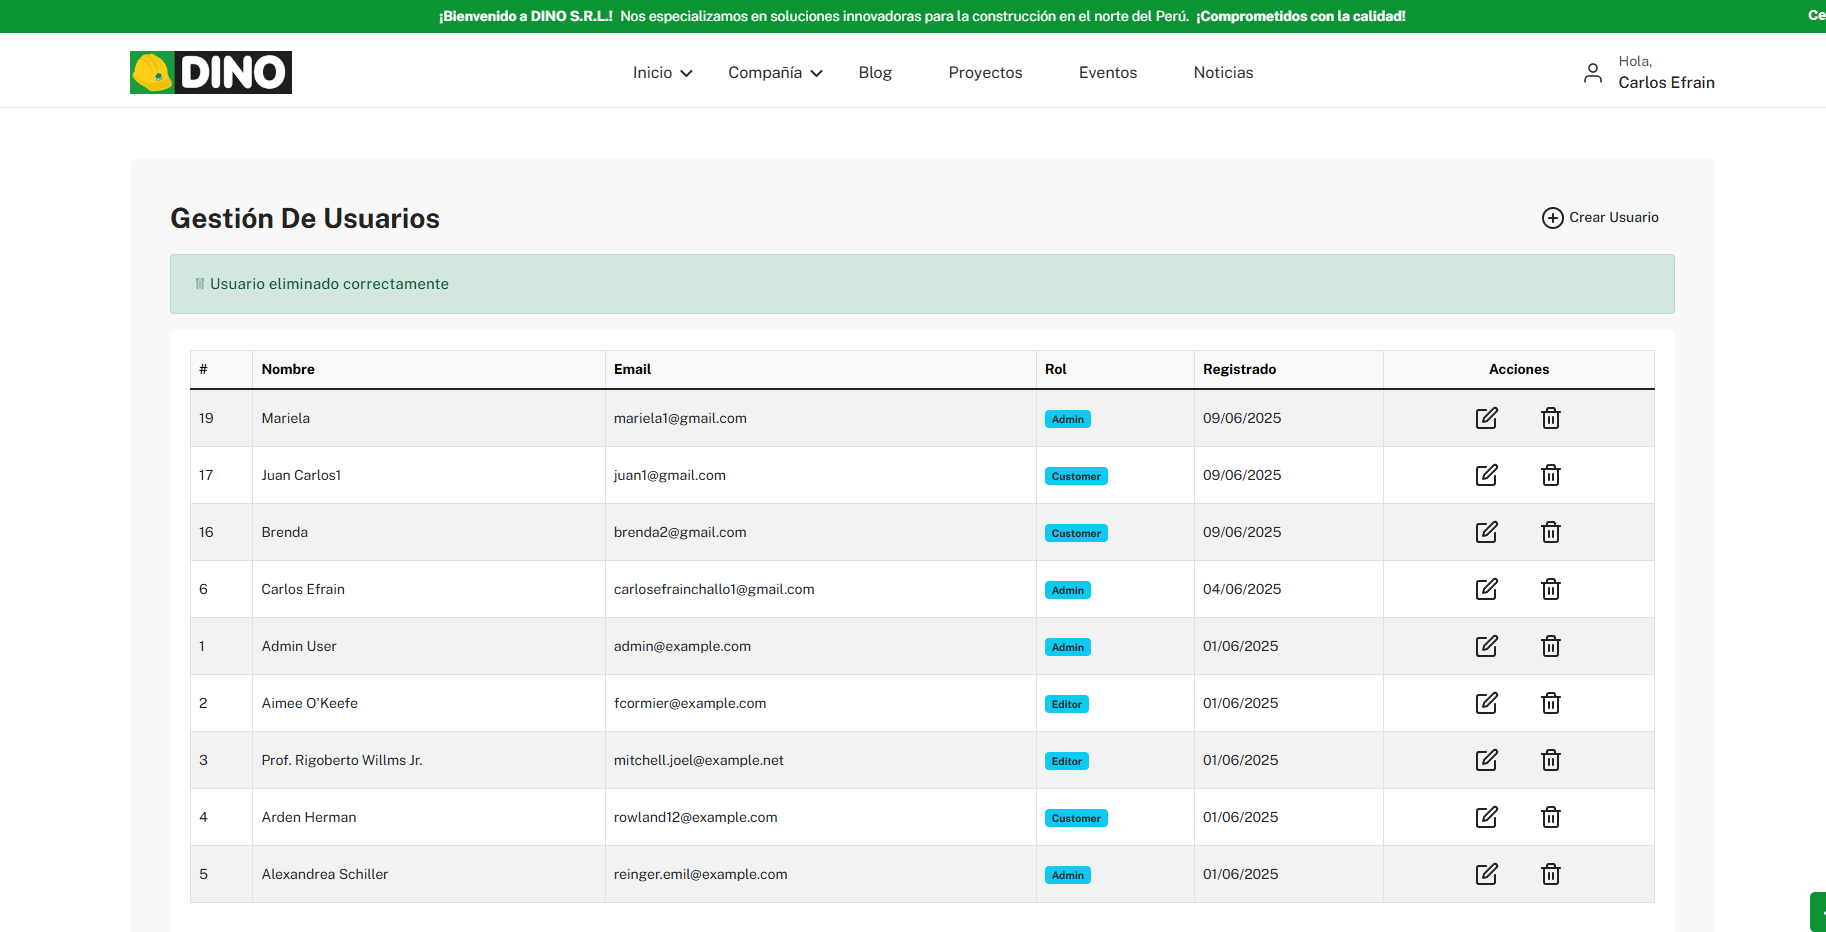 ¡Bienvenido a DINO S.R.L.! Nos especializamos en soluciones innovadoras para la construcción en el norte del Perú. ¡Comprometidos con la calidad!
DINO
Inicio Compañía Blog Proyectos Eventos Noticias
Hola,
Carlos Efrain
Gestión De Usuarios
Crear Usuario
Usuario eliminado correctamente
# Nombre Email Rol Registrado Acciones
19 Mariela mariela1@gmail.com Admin 09/06/2025
17 Juan Carlos1 juan1@gmail.com Customer 09/06/2025
16 Brenda brenda2@gmail.com Customer 09/06/2025
6 Carlos Efrain carlosefrainchallo1@gmail.com Admin 04/06/2025
1 Admin User admin@example.com Admin 01/06/2025
2 Aimee O'Keefe fcormier@example.com Editor 01/06/2025
3 Prof. Rigoberto Willms Jr. mitchell.joel@example.net Editor 01/06/2025
4 Arden Herman rowland12@example.com Customer 01/06/2025
5 Alexandrea Schiller reinger.emil@example.com Admin 01/06/2025